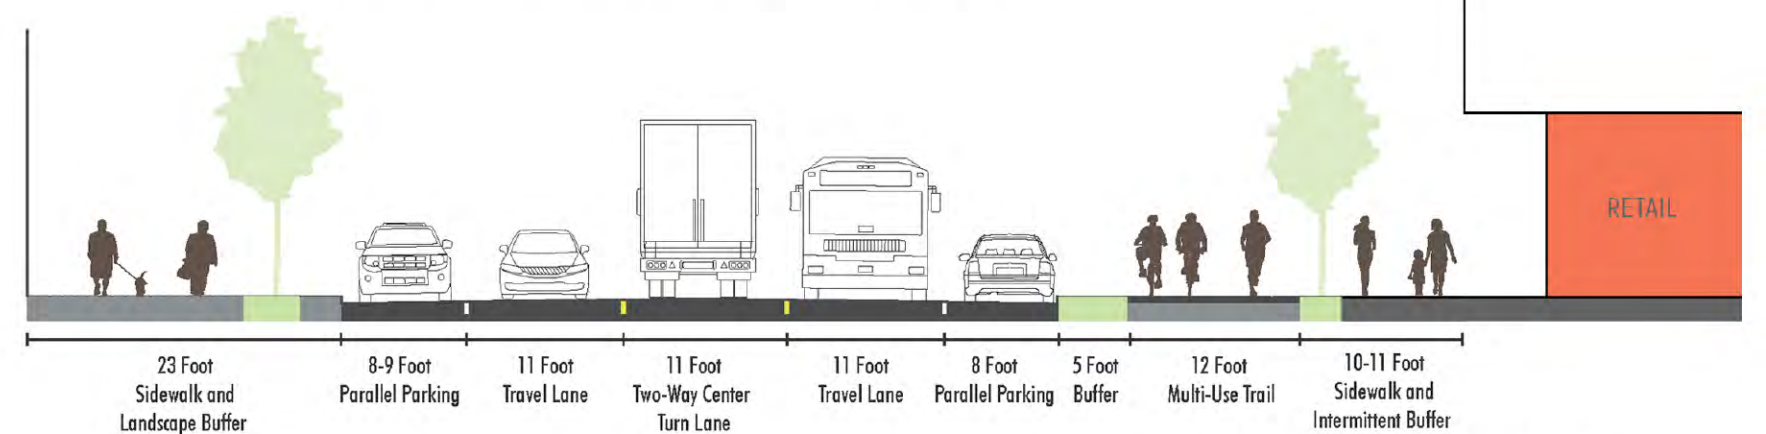 RETAIL
23 Foot
Sidewalk and
Landscape Buffer
8-9 Foot
Parallel Parking
11 Foot
Travel Lane
11 Foot
Two-Way Center
Turn Lane
11 Foot
Travel Lane
8 Foot
Parallel Parking
5 Foot
Buffer
12 Foot
Multi-Use Trail
10-11 Foot
Sidewalk and
Intermittent Buffer